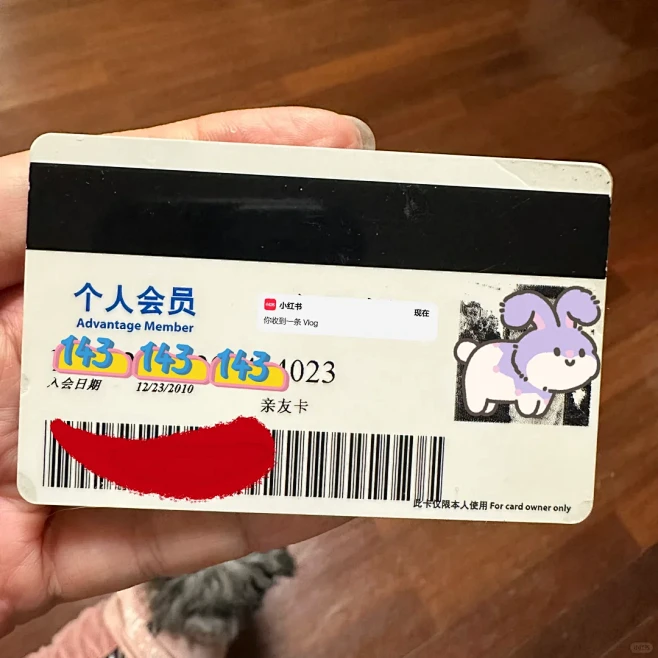 个人会员
Advantage Member
小红书 现在
你收到一条 Vlog
143 143 143 4023
入会日期 12/23/2010
亲友卡
此卡仅限本人使用 For card owner only